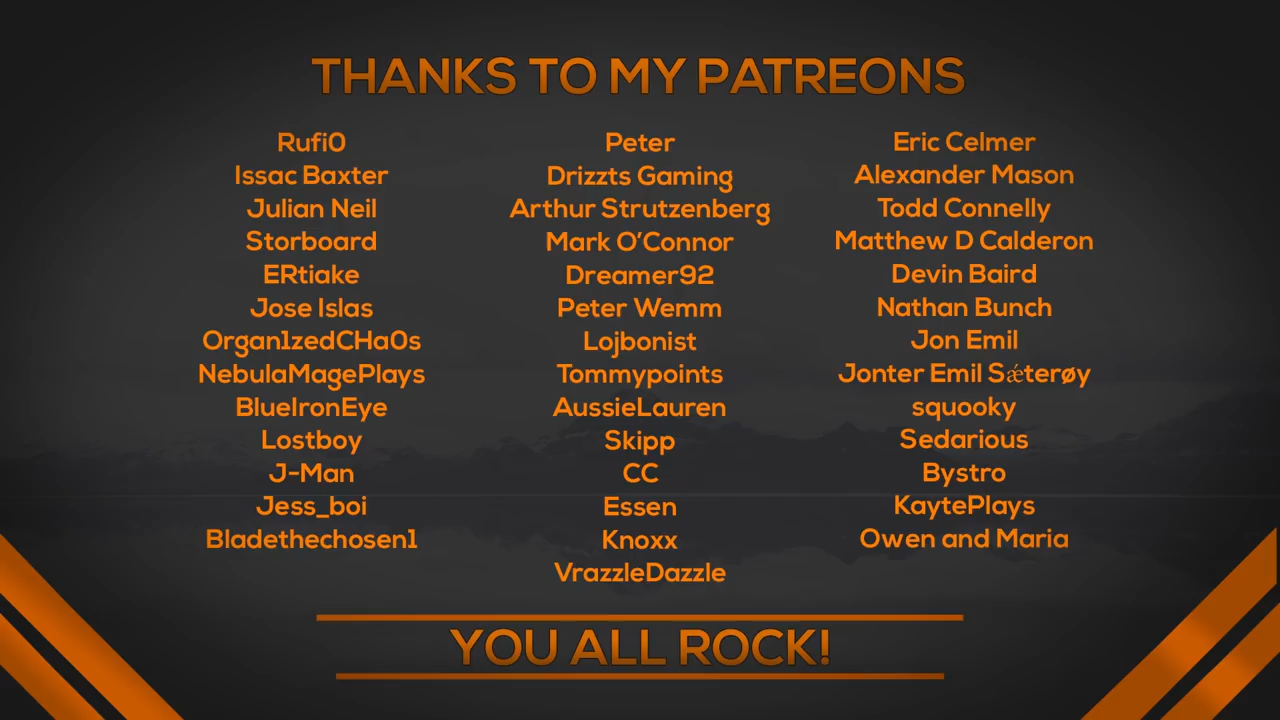 THANKS TO MY PATREONS
Rufi0
Issac Baxter
Julian Neil
Storboard
ERtiake
Jose Islas
Organ1zedCHa0s
NebulaMagePlays
BlueIronEye
Lostboy
J-Man
Jess_boi
Bladethechosen1
Peter
Drizzts Gaming
Arthur Strutzenberg
Mark O’Connor
Dreamer92
Peter Wemm
Lojbonist
Tommypoints
AussieLauren
Skipp
CC
Essen
Knoxx
VrazzleDazzle
Eric Celmer
Alexander Mason
Todd Connelly
Matthew D Calderon
Devin Baird
Nathan Bunch
Jon Emil
Jonter Emil Sǽterøy
squooky
Sedarious
Bystro
KaytePlays
Owen and Maria
YOU ALL ROCK!